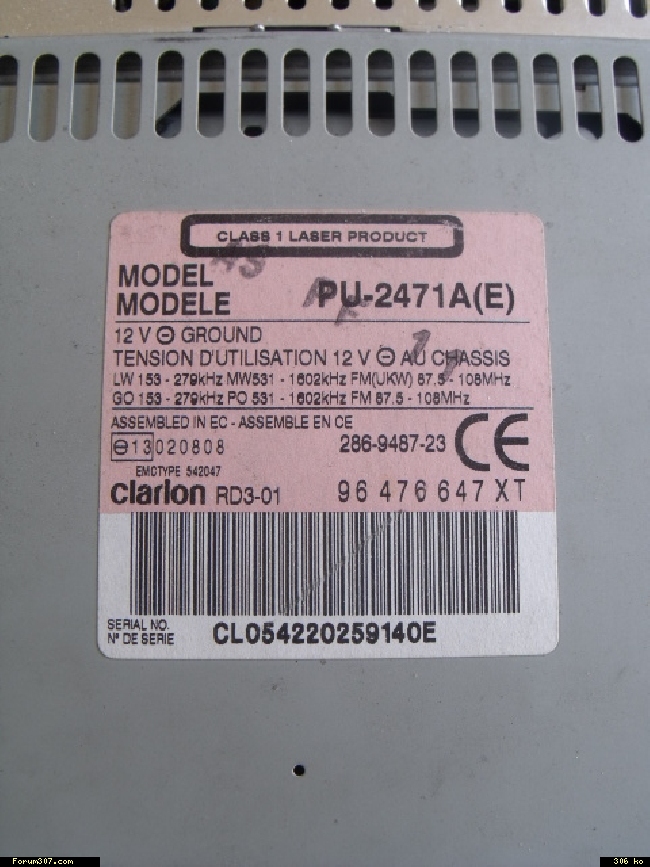 CLASS 1 LASER PRODUCT
MODEL
MODELE
PU-2471A(E)
12 V ⊖ GROUND
TENSION D'UTILISATION 12 V ⊖ AU CHASSIS
LW 153 - 279kHz MW531 - 1602kHz FM(UKW) 87.5 - 108MHz
GO 153 - 279kHz PO 531 - 1602kHz FM 87.5 - 108MHz
ASSEMBLED IN EC - ASSEMBLE EN CE
13 020808
286-9487-23 CE
EMCTYPE 542047
Clarion RD3-01 96 476 647 XT
SERIAL NO.
N° DE SERIE
CL054220259140E
Forum307.com
306 ko